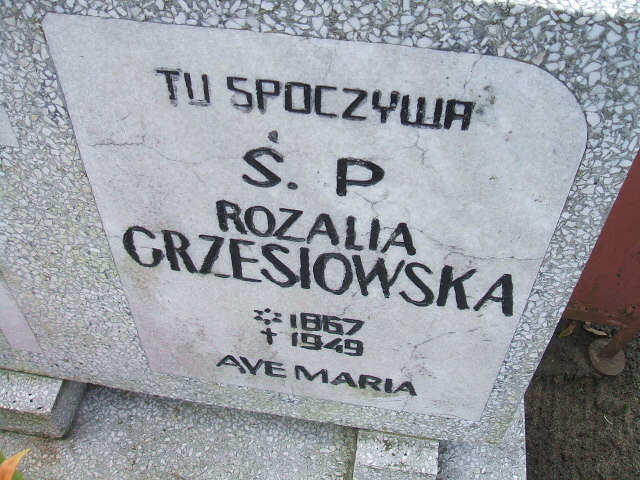 TU SPOCZYWA
Ś. P
ROZALIA
GRZESIOWSKA
* 1867
† 1949
AVE MARIA